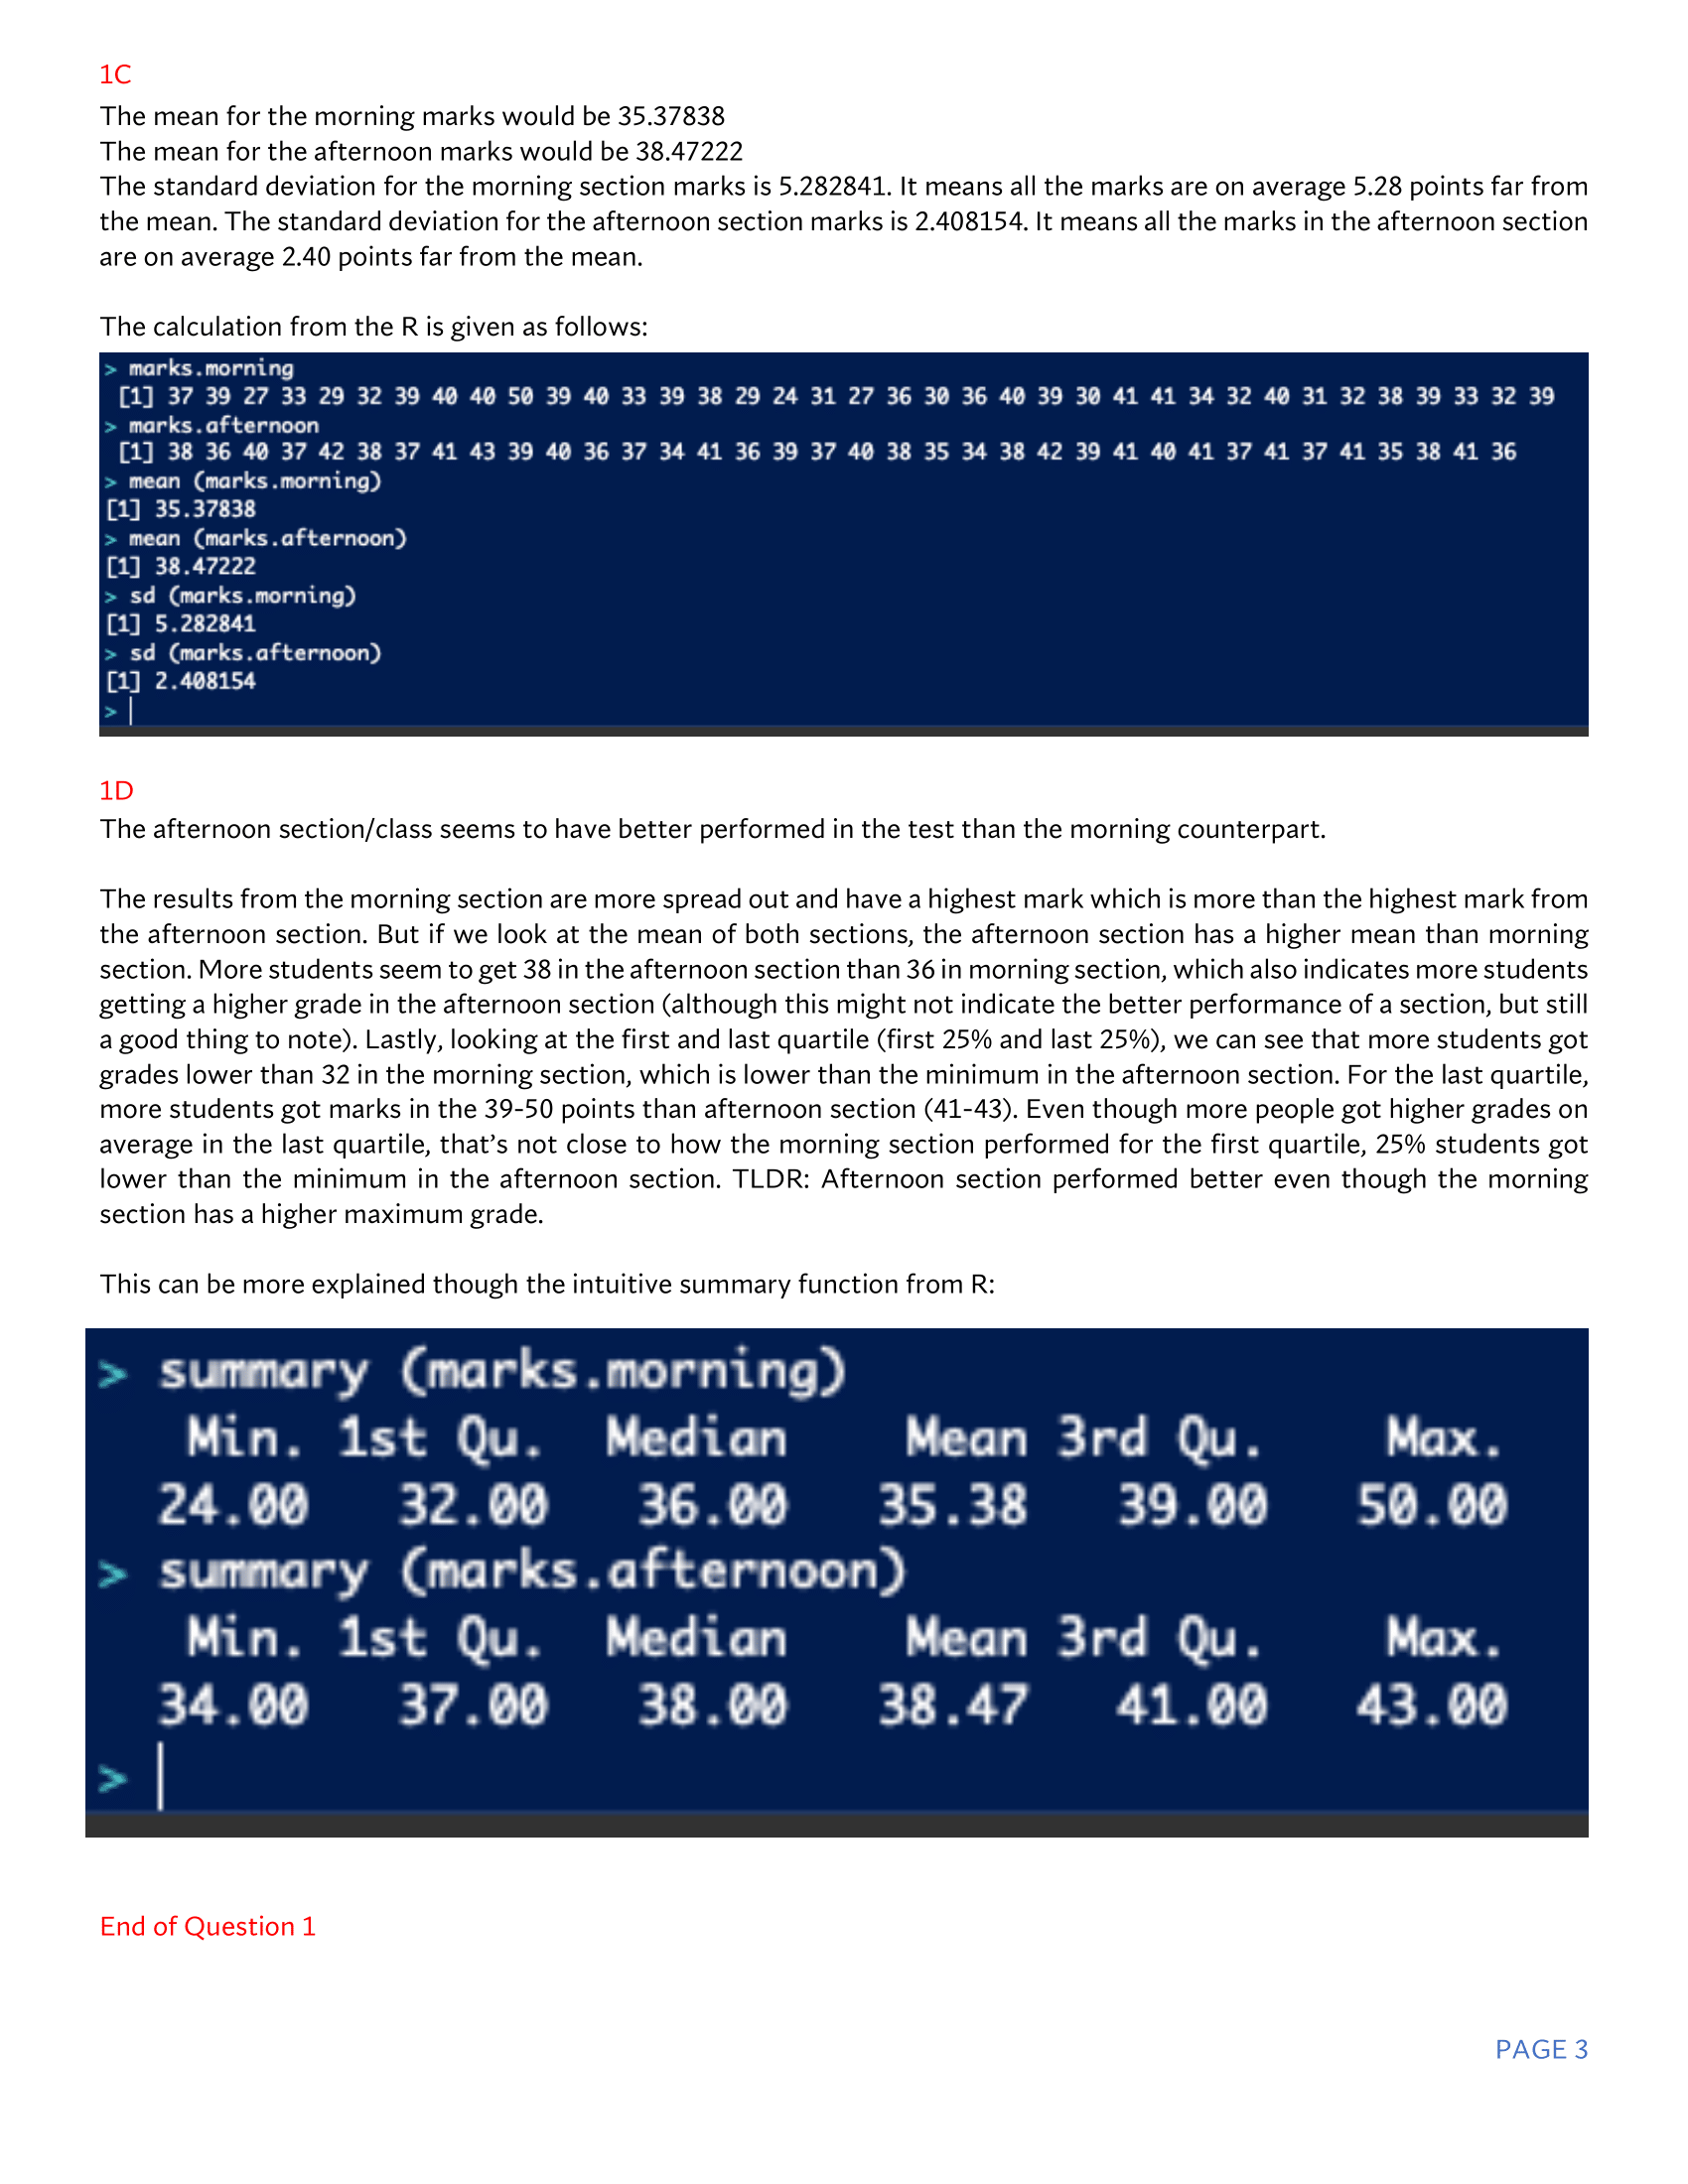 1C
The mean for the morning marks would be 35.37838
The mean for the afternoon marks would be 38.47222
The standard deviation for the morning section marks is 5.282841. It means all the marks are on average 5.28 points far from
the mean. The standard deviation for the afternoon section marks is 2.408154. It means all the marks in the afternoon section
are on average 2.40 points far from the mean.
The calculation from the R is given as follows:
> marks.morning
[1] 37 39 27 33 29 32 39 40 40 50 39 40 33 39 38 29 24 31 27 36 30 36 40 39 30 41 41 34 32 40 31 32 38 39 33 32 39
> marks.afternoon
[1] 38 36 40 37 42 38 37 41 43 39 40 36 37 34 41 36 39 37 40 38 35 34 38 42 39 41 40 41 37 41 37 41 35 38 41 36
> mean (marks.morning)
[1] 35.37838
> mean (marks.afternoon)
[1] 38.47222
> sd (marks.morning)
[1] 5.282841
> sd (marks.afternoon)
[1] 2.408154
>
1D
The afternoon section/class seems to have better performed in the test than the morning counterpart.
The results from the morning section are more spread out and have a highest mark which is more than the highest mark from
the afternoon section. But if we look at the mean of both sections, the afternoon section has a higher mean than morning
section. More students seem to get 38 in the afternoon section than 36 in morning section, which also indicates more students
getting a higher grade in the afternoon section (although this might not indicate the better performance of a section, but still
a good thing to note). Lastly, looking at the first and last quartile (first 25% and last 25%), we can see that more students got
grades lower than 32 in the morning section, which is lower than the minimum in the afternoon section. For the last quartile,
more students got marks in the 39-50 points than afternoon section (41-43). Even though more people got higher grades on
average in the last quartile, that’s not close to how the morning section performed for the first quartile, 25% students got
lower than the minimum in the afternoon section. TLDR: Afternoon section performed better even though the morning
section has a higher maximum grade.
This can be more explained though the intuitive summary function from R:
> summary (marks.morning)
Min. 1st Qu. Median Mean 3rd Qu. Max.
24.00 32.00 36.00 35.38 39.00 50.00
> summary (marks.afternoon)
Min. 1st Qu. Median Mean 3rd Qu. Max.
34.00 37.00 38.00 38.47 41.00 43.00
>
End of Question 1
PAGE 3